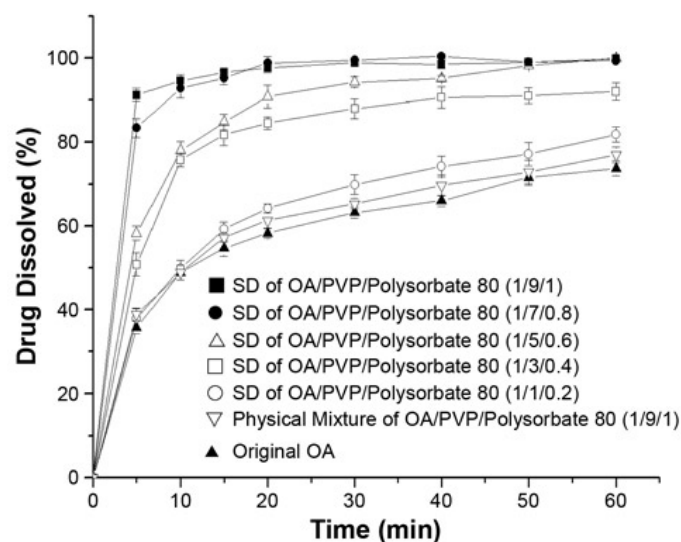 Drug Dissolved (%)
100
80
60
40
20
0
■ SD of OA/PVP/Polysorbate 80 (1/9/1)
● SD of OA/PVP/Polysorbate 80 (1/7/0.8)
△ SD of OA/PVP/Polysorbate 80 (1/5/0.6)
□ SD of OA/PVP/Polysorbate 80 (1/3/0.4)
○ SD of OA/PVP/Polysorbate 80 (1/1/0.2)
▽ Physical Mixture of OA/PVP/Polysorbate 80 (1/9/1)
▲ Original OA
0 10 20 30 40 50 60
Time (min)